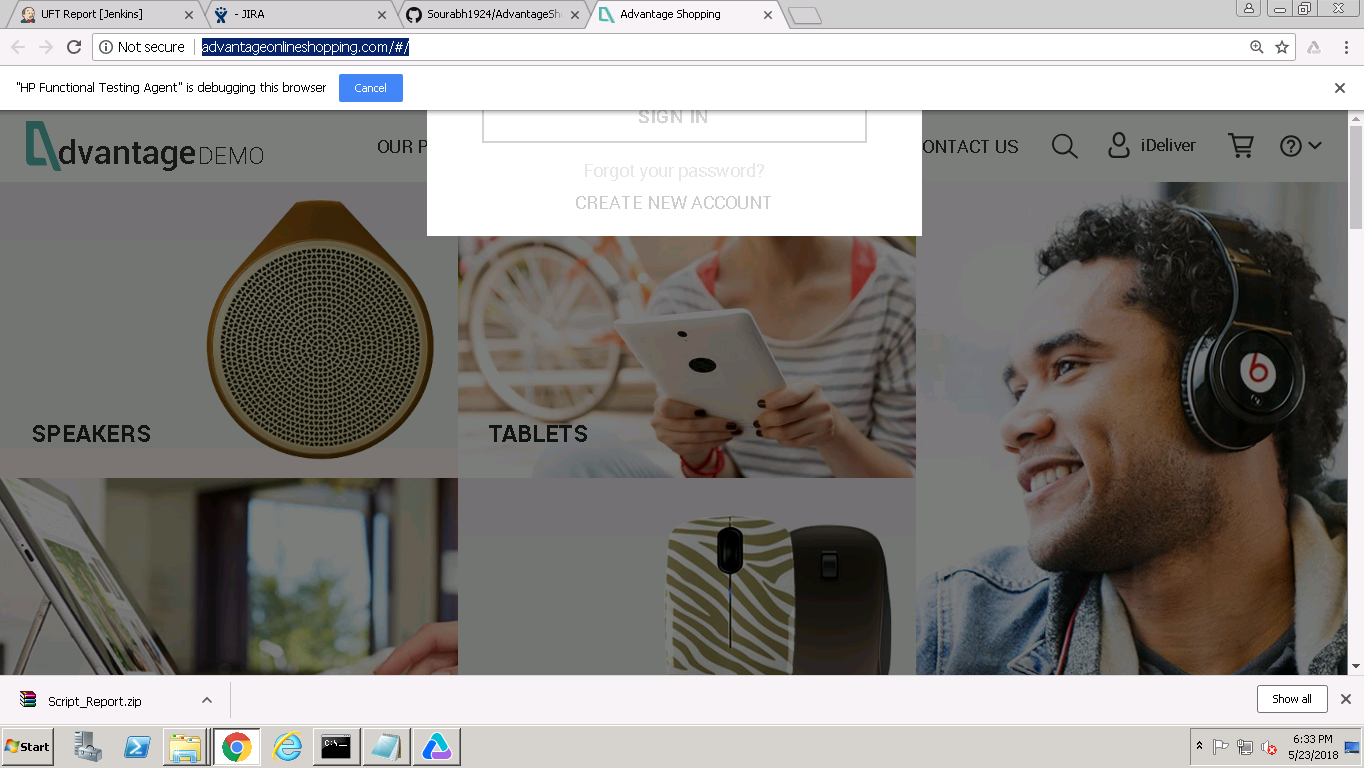 UFT Report [Jenkins]
- JIRA
Sourabh1924/AdvantageSh
Advantage Shopping
Not secure
advantageonlineshopping.com/#/
"HP Functional Testing Agent" is debugging this browser
Cancel
SIGN IN
dvantage DEMO
OUR P
ONTACT US
iDeliver
Forgot your password?
CREATE NEW ACCOUNT
SPEAKERS
TABLETS
Script_Report.zip
Show all
Start
C:\_
6:33 PM
5/23/2018